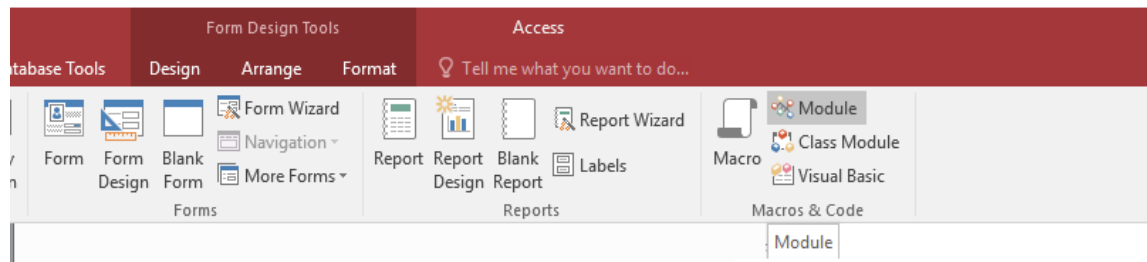 Form Design Tools Access
tabase Tools Design Arrange Format Tell me what you want to do...
Form
Form Design
Blank Form
Form Wizard
Navigation
More Forms
Forms
Report
Report Design
Blank Report
Report Wizard
Labels
Reports
Macro
Module
Class Module
Visual Basic
Macros & Code
Module